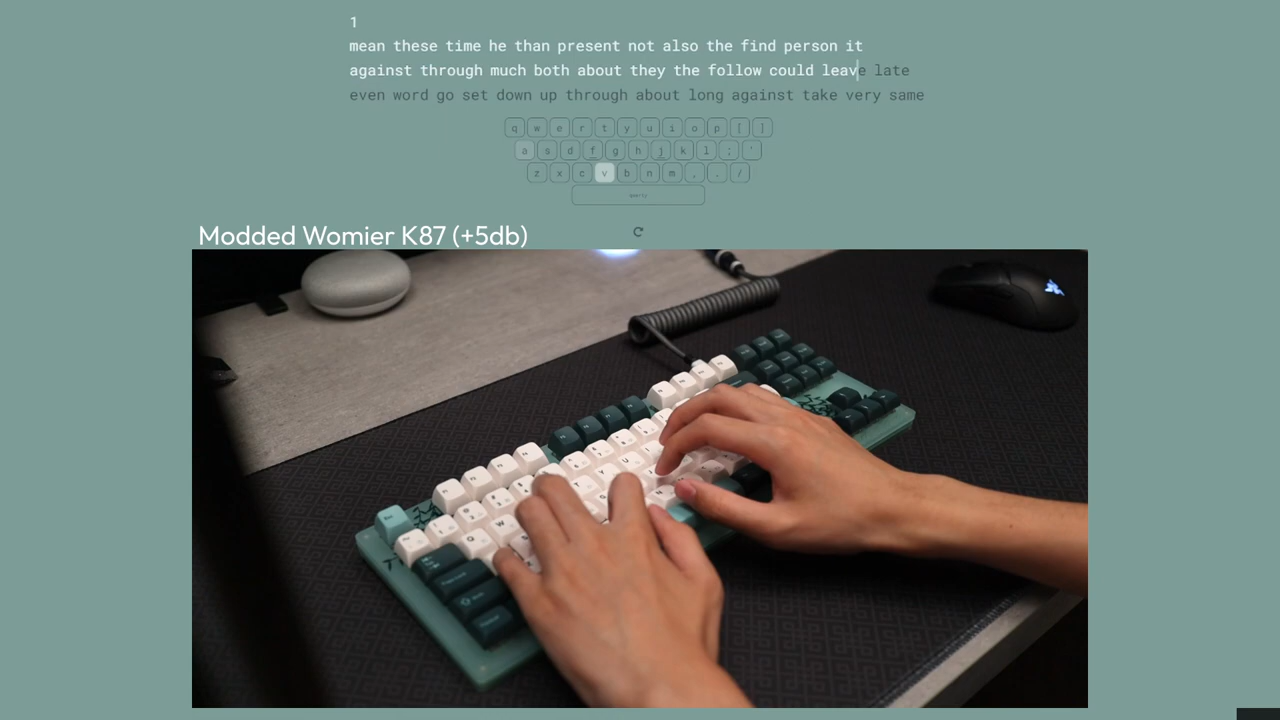 1
mean these time he than present not also the find person it
against through much both about they the follow could leave late
even word go set down up through about long against take very same
q w e r t y u i o p [ ]
a s d f g h j k l ; '
z x c v b n m , . /
qwerty
Modded Womier K87 (+5db)